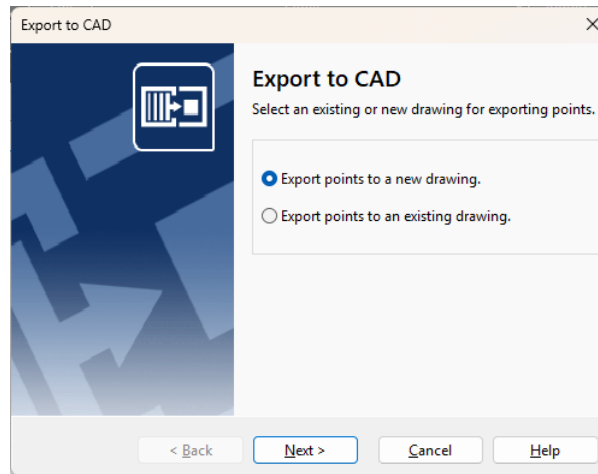 Export to CAD
Export to CAD
Select an existing or new drawing for exporting points.
Export points to a new drawing.
Export points to an existing drawing.
< Back Next > Cancel Help